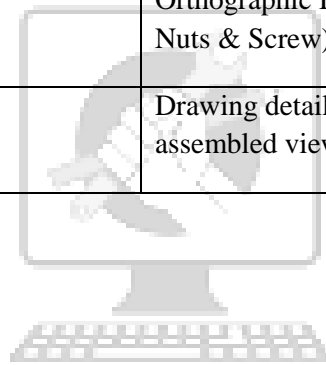 Orthographic
Nuts & Screw)
Drawing detail
assembled view